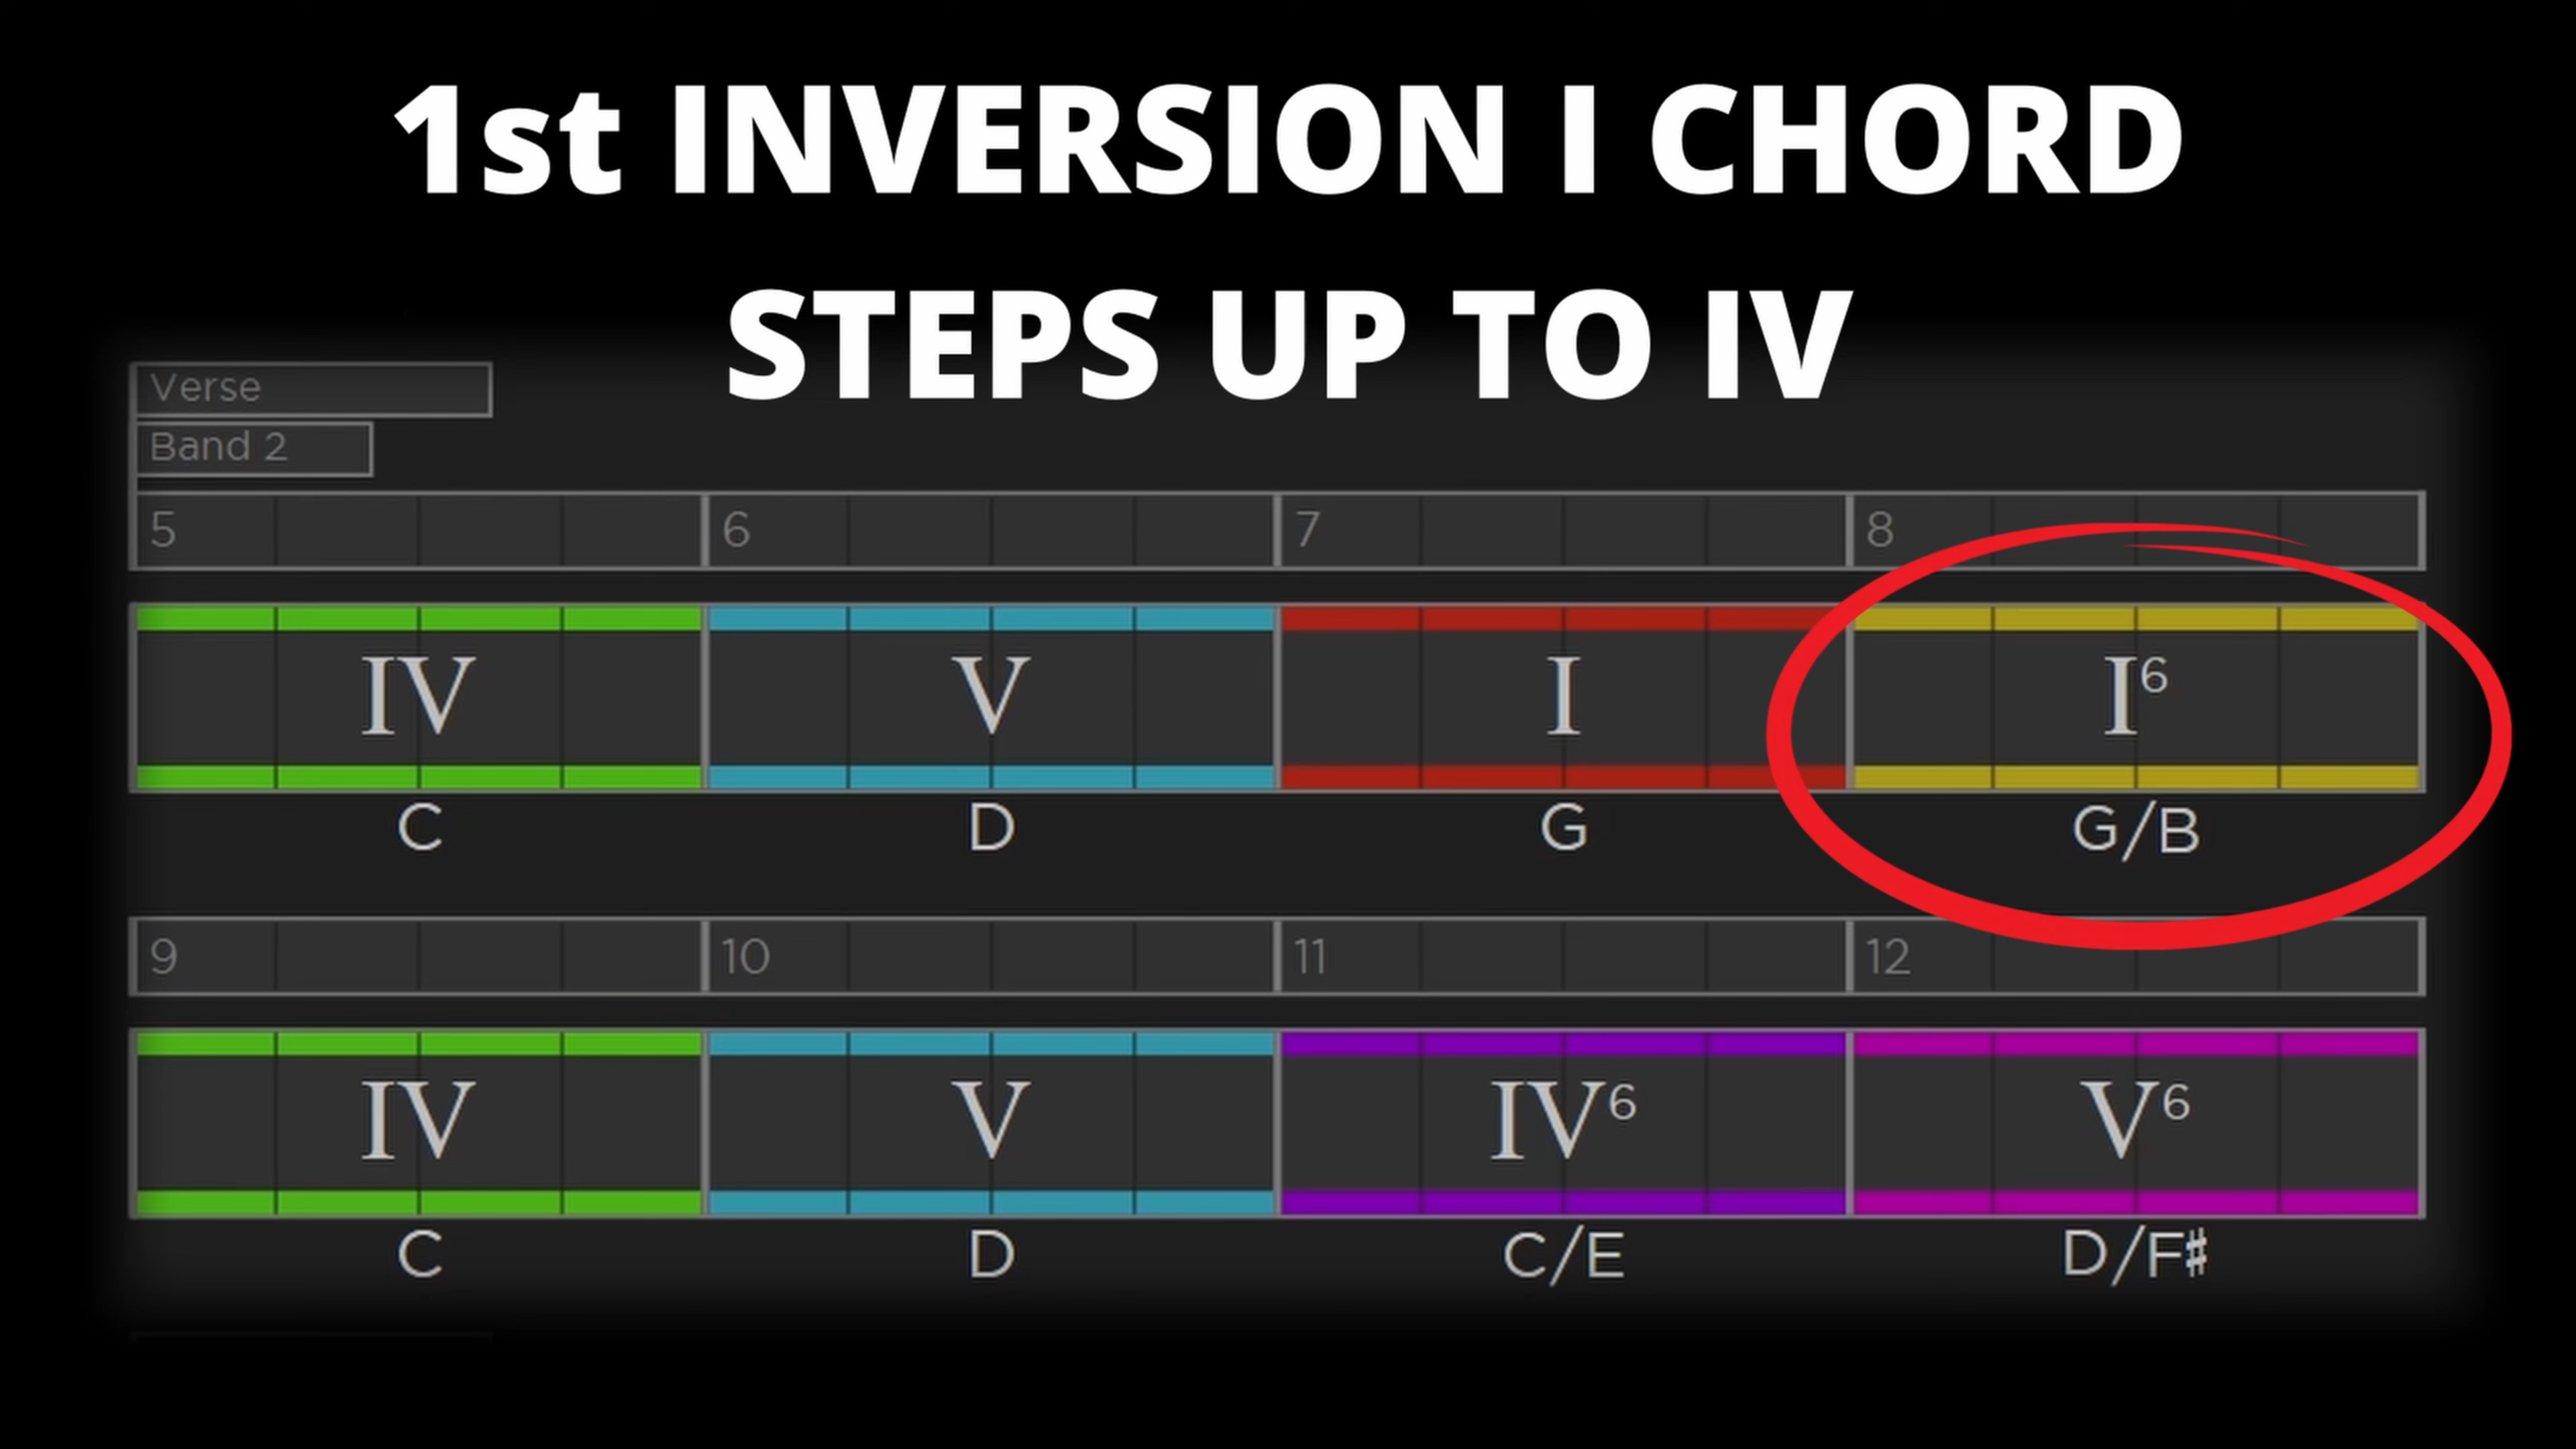 1st INVERSION I CHORD
STEPS UP TO IV
Verse
Band 2
5 6 7 8
IV V I I⁶
C D G G/B
9 10 11 12
IV V IV⁶ V⁶
C D C/E D/F♯